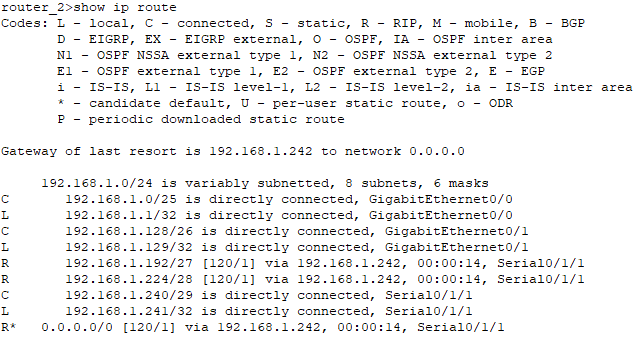 router_2>show ip route
Codes: L - local, C - connected, S - static, R - RIP, M - mobile, B - BGP
D - EIGRP, EX - EIGRP external, O - OSPF, IA - OSPF inter area
N1 - OSPF NSSA external type 1, N2 - OSPF NSSA external type 2
E1 - OSPF external type 1, E2 - OSPF external type 2, E - EGP
i - IS-IS, L1 - IS-IS level-1, L2 - IS-IS level-2, ia - IS-IS inter area
* - candidate default, U - per-user static route, o - ODR
P - periodic downloaded static route
Gateway of last resort is 192.168.1.242 to network 0.0.0.0
192.168.1.0/24 is variably subnetted, 8 subnets, 6 masks
C 192.168.1.0/25 is directly connected, GigabitEthernet0/0
L 192.168.1.1/32 is directly connected, GigabitEthernet0/0
C 192.168.1.128/26 is directly connected, GigabitEthernet0/1
L 192.168.1.129/32 is directly connected, GigabitEthernet0/1
R 192.168.1.192/27 [120/1] via 192.168.1.242, 00:00:14, Serial0/1/1
R 192.168.1.224/28 [120/1] via 192.168.1.242, 00:00:14, Serial0/1/1
C 192.168.1.240/29 is directly connected, Serial0/1/1
L 192.168.1.241/32 is directly connected, Serial0/1/1
R* 0.0.0.0/0 [120/1] via 192.168.1.242, 00:00:14, Serial0/1/1